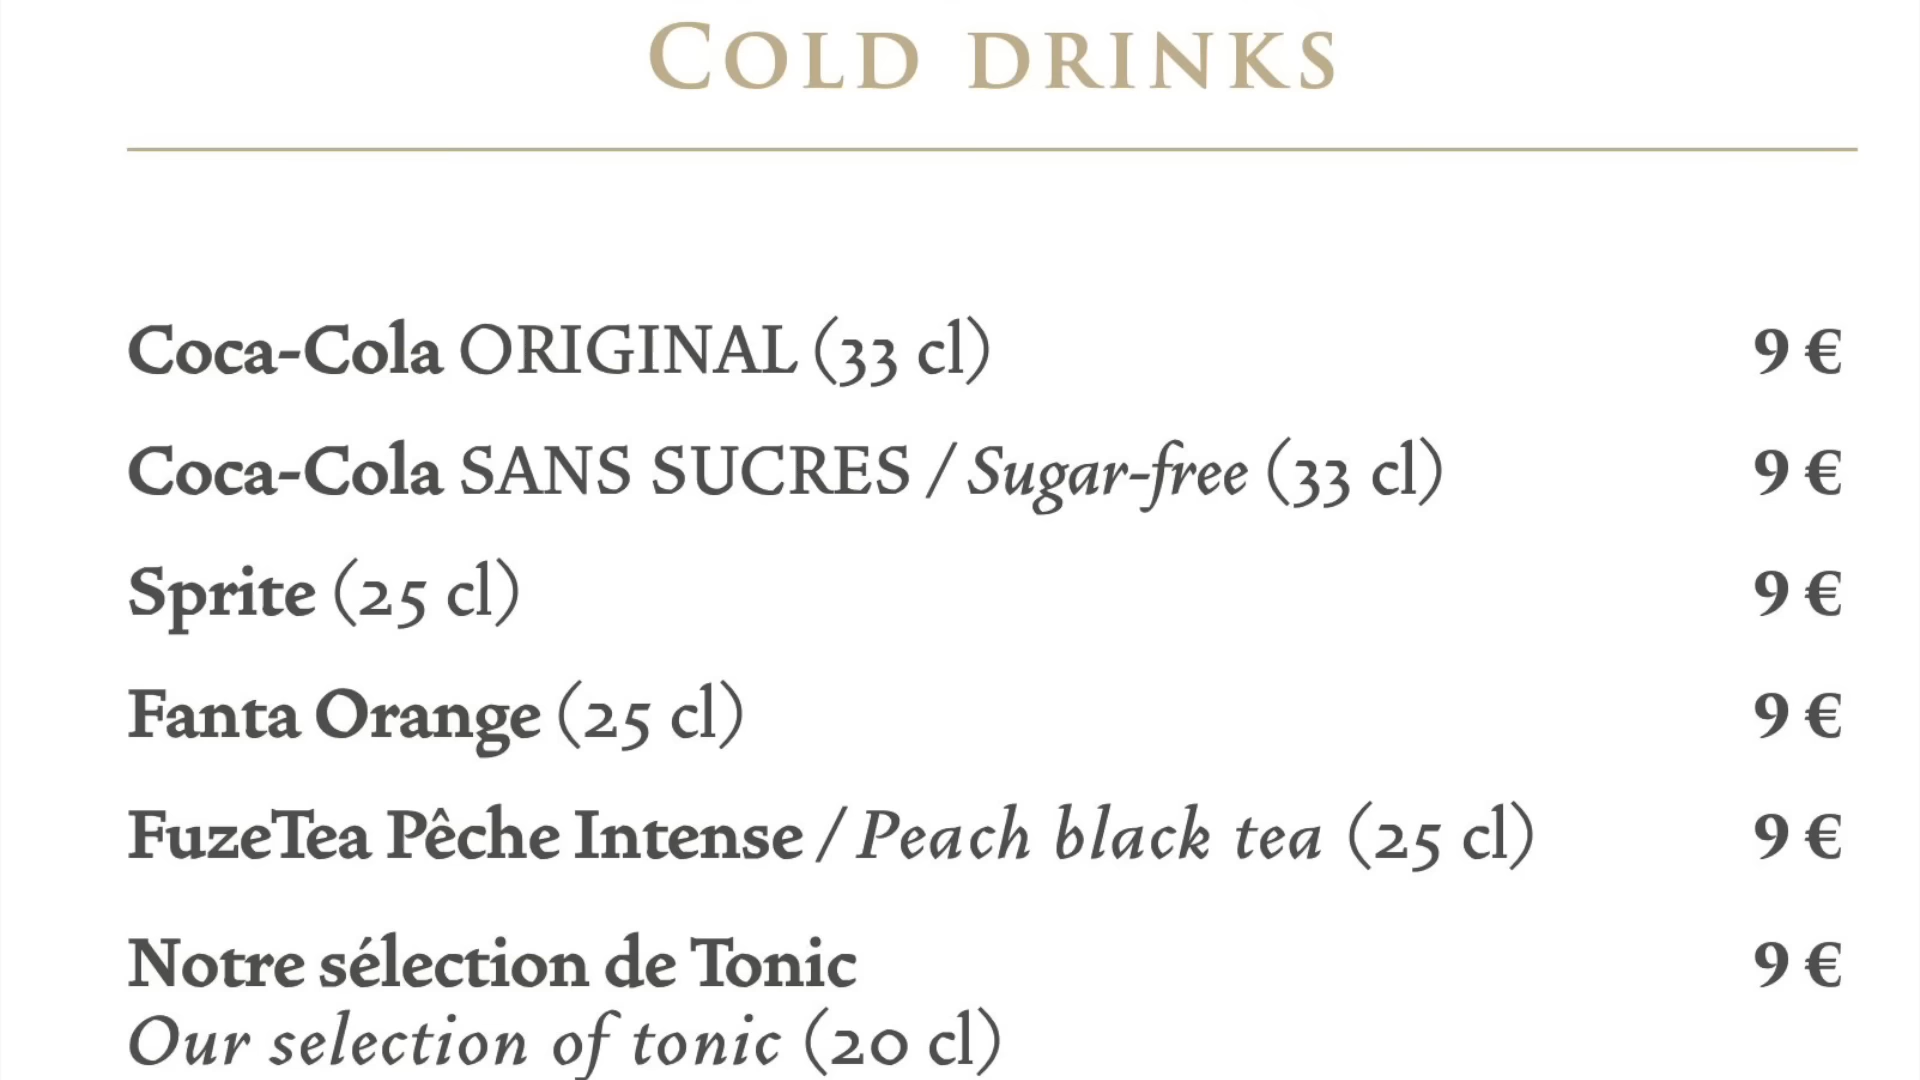 Cold drinks
Coca-Cola ORIGINAL (33 cl) 9 €
Coca-Cola SANS SUCRES / Sugar-free (33 cl) 9 €
Sprite (25 cl) 9 €
Fanta Orange (25 cl) 9 €
FuzeTea Pêche Intense / Peach black tea (25 cl) 9 €
Notre sélection de Tonic 9 €
Our selection of tonic (20 cl)